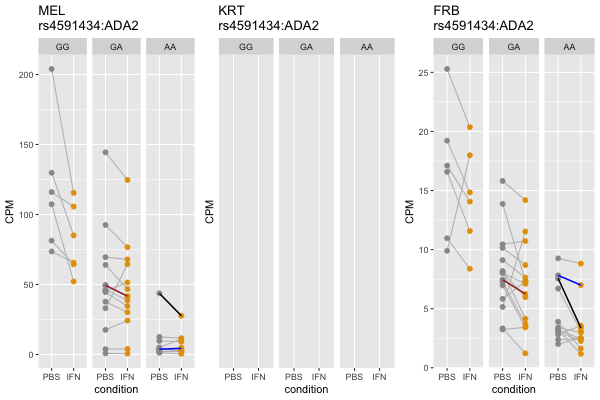 MEL
rs4591434:ADA2
GG GA AA
200
150
100
50
0
CPM
PBS IFN PBS IFN PBS IFN
condition
KRT
rs4591434:ADA2
GG GA AA
CPM
PBS IFN PBS IFN PBS IFN
condition
FRB
rs4591434:ADA2
GG GA AA
25
20
15
10
5
0
CPM
PBS IFN PBS IFN PBS IFN
condition